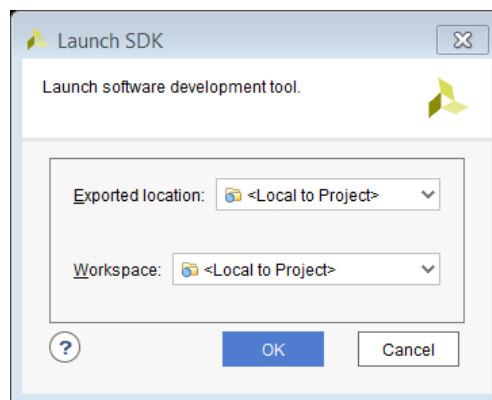 Launch SDK
Launch software development tool.
Exported location: <Local to Project>
Workspace: <Local to Project>
? OK Cancel